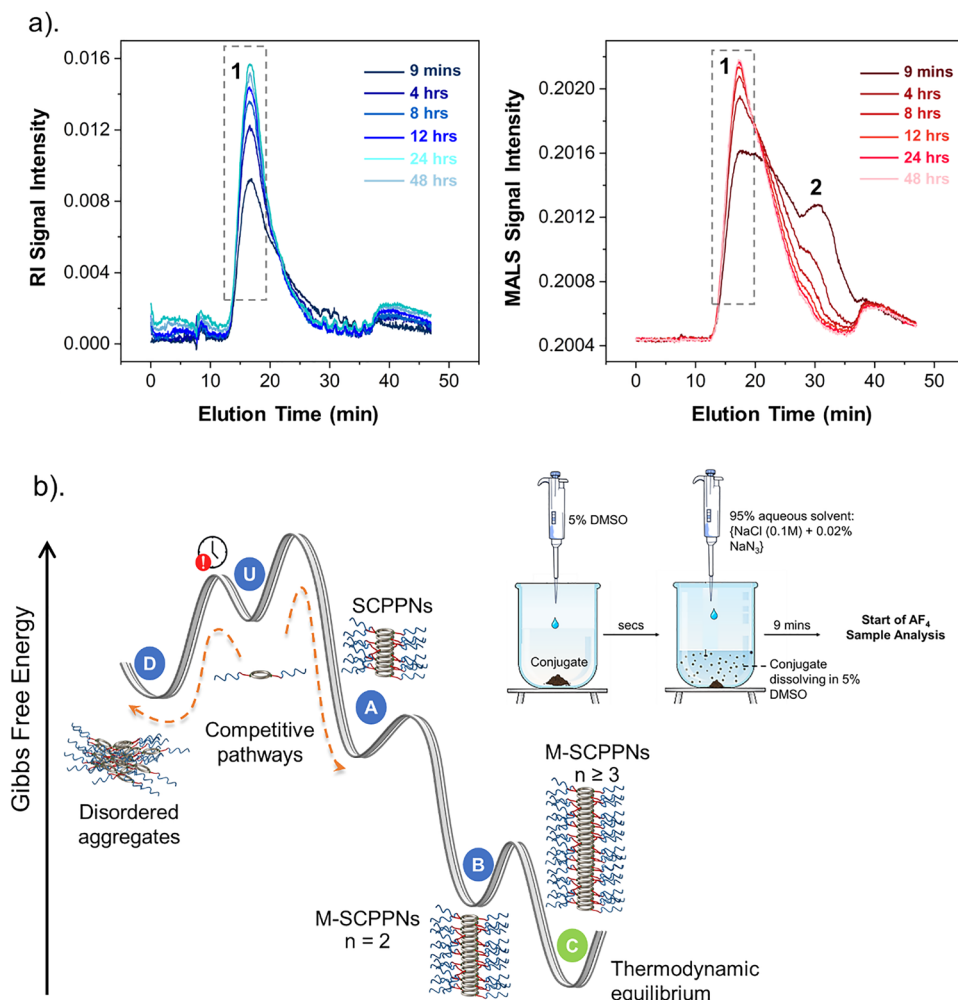 a).
RI Signal Intensity
0.016
0.012
0.008
0.004
0.000
1
9 mins
4 hrs
8 hrs
12 hrs
24 hrs
48 hrs
0 10 20 30 40 50
Elution Time (min)
MALS Signal Intensity
0.2020
0.2016
0.2012
0.2008
0.2004
1
2
9 mins
4 hrs
8 hrs
12 hrs
24 hrs
48 hrs
0 10 20 30 40 50
Elution Time (min)
b).
Gibbs Free Energy
D
!
U
A
B
C
SCPPNs
Competitive
pathways
Disordered
aggregates
M-SCPPNs
n = 2
M-SCPPNs
n ≥ 3
Thermodynamic
equilibrium
5% DMSO
Conjugate
secs
95% aqueous solvent:
{NaCl (0.1M) + 0.02%
NaN₃}
9 mins
Conjugate
dissolving in 5%
DMSO
Start of AF₄
Sample Analysis